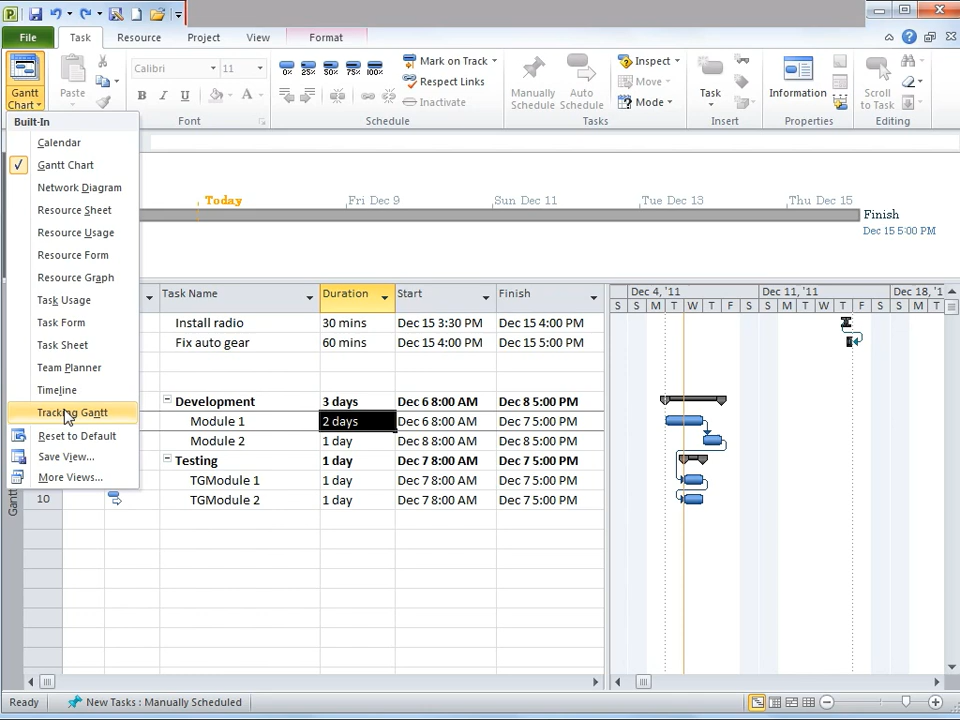 File Task Resource Project View Format
Gantt Chart
Paste
Calibri 11
B I U A
Font
0% 25% 50% 75% 100%
Mark on Track
Respect Links
Inactivate
Schedule
Manually Schedule
Auto Schedule
Inspect
Move
Mode
Tasks
Task
Insert
Information
Properties
Scroll to Task
Editing
Built-In
Calendar
Gantt Chart
Network Diagram
Resource Sheet
Resource Usage
Resource Form
Resource Graph
Task Usage
Task Form
Task Sheet
Team Planner
Timeline
Tracking Gantt
Reset to Default
Save View...
More Views...
Today Fri Dec 9 Sun Dec 11 Tue Dec 13 Thu Dec 15
Finish
Dec 15 5:00 PM
Task Name Duration Start Finish
Dec 4, '11 Dec 11, '11 Dec 18, '1
S S M T W T F S S M T W T F S S M T
Install radio 30 mins Dec 15 3:30 PM Dec 15 4:00 PM
Fix auto gear 60 mins Dec 15 4:00 PM Dec 15 5:00 PM
Development 3 days Dec 6 8:00 AM Dec 8 5:00 PM
Module 1 2 days Dec 6 8:00 AM Dec 7 5:00 PM
Module 2 1 day Dec 8 8:00 AM Dec 8 5:00 PM
Testing 1 day Dec 7 8:00 AM Dec 7 5:00 PM
TGModule 1 1 day Dec 7 8:00 AM Dec 7 5:00 PM
10 TGModule 2 1 day Dec 7 8:00 AM Dec 7 5:00 PM
Ready New Tasks : Manually Scheduled